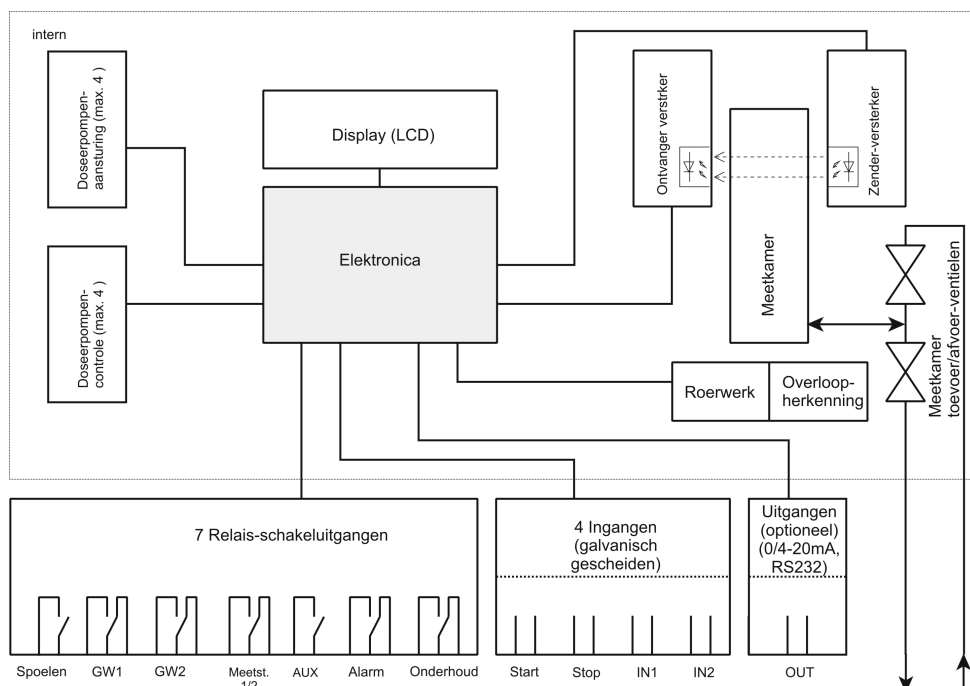 intern
Doseerpompen-
aansturing (max. 4 )
Doseerpompen-
controle (max. 4 )
Display (LCD)
Elektronica
Ontvanger verstrker
Meetkamer
Zender-versterker
Meetkamer
toevoer/afvoer-ventielen
Roerwerk
Overloop-
herkenning
7 Relais-schakeluitgangen
4 Ingangen
(galvanisch
gescheiden)
Uitgangen
(optioneel)
(0/4-20mA,
RS232)
Spoelen
GW1
GW2
Meetst.
1/2
AUX
Alarm
Onderhoud
Start
Stop
IN1
IN2
OUT